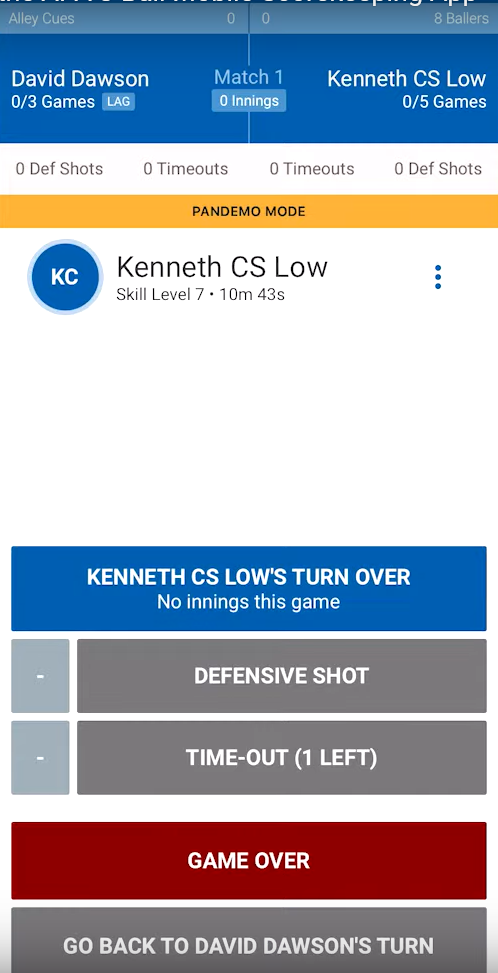 Alley Cues 0 0 8 Ballers
David Dawson Match 1 Kenneth CS Low
0/3 Games LAG 0 Innings 0/5 Games
0 Def Shots 0 Timeouts 0 Timeouts 0 Def Shots
PANDEMO MODE
KC Kenneth CS Low
Skill Level 7 • 10m 43s
KENNETH CS LOW'S TURN OVER
No innings this game
- DEFENSIVE SHOT
- TIME-OUT (1 LEFT)
GAME OVER
GO BACK TO DAVID DAWSON'S TURN